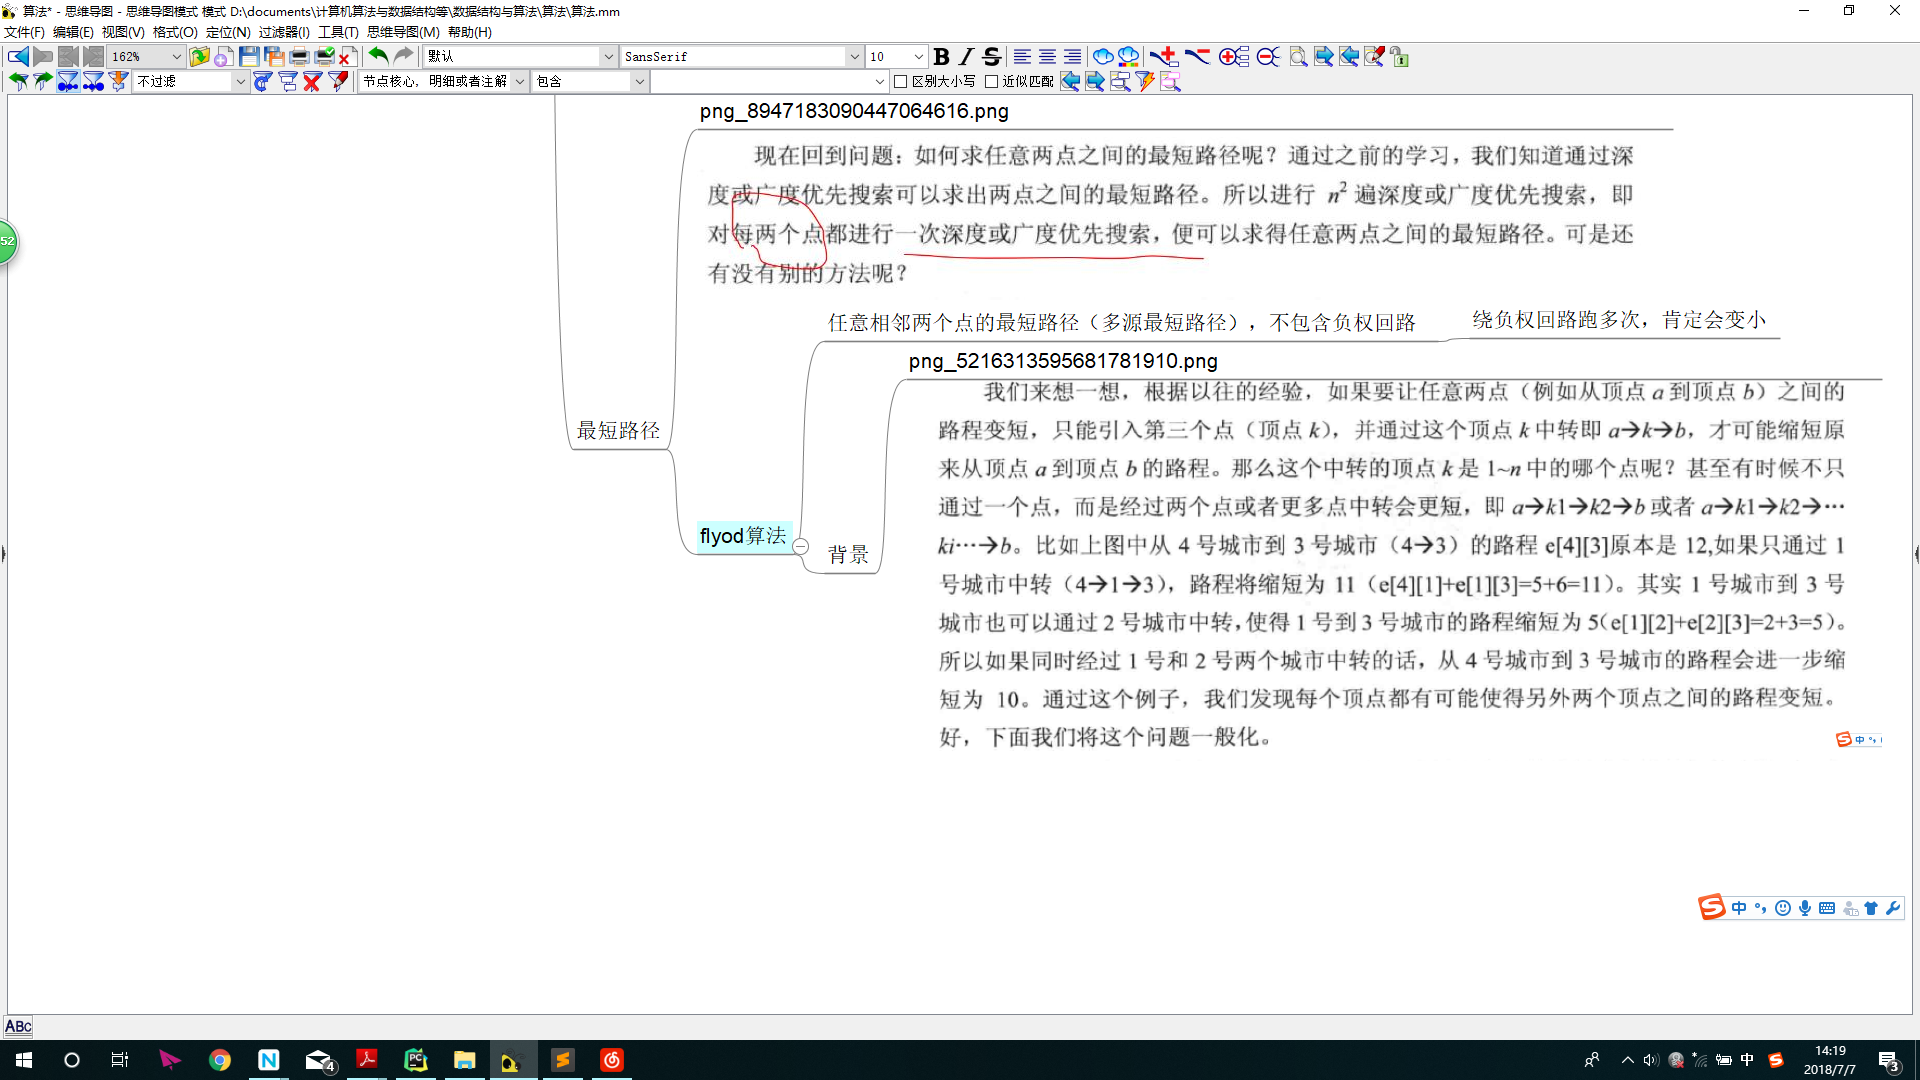 算法* - 思维导图 - 思维导图模式 模式 D:\documents\计算机算法与数据结构等\数据结构与算法\算法\算法.mm
文件(F) 编辑(E) 视图(V) 格式(O) 定位(N) 过滤器(I) 工具(T) 思维导图(M) 帮助(H)
162% 默认 SansSerif 10 B I S
不过滤 节点核心，明细或者注解 包含 区别大小写 近似匹配
png_8947183090447064616.png
现在回到问题：如何求任意两点之间的最短路径呢？通过之前的学习，我们知道通过深
度或广度优先搜索可以求出两点之间的最短路径。所以进行 n² 遍深度或广度优先搜索，即
对每两个点都进行一次深度或广度优先搜索，便可以求得任意两点之间的最短路径。可是还
有没有别的方法呢？
52
任意相邻两个点的最短路径（多源最短路径），不包含负权回路
绕负权回路跑多次，肯定会变小
png_5216313595681781910.png
我们来想一想，根据以往的经验，如果要让任意两点（例如从顶点 a 到顶点 b）之间的
路程变短，只能引入第三个点（顶点 k），并通过这个顶点 k 中转即 a→k→b，才可能缩短原
来从顶点 a 到顶点 b 的路程。那么这个中转的顶点 k 是 1~n 中的哪个点呢？甚至有时候不只
通过一个点，而是经过两个点或者更多点中转会更短，即 a→k1→k2→b 或者 a→k1→k2→…
ki…→b。比如上图中从 4 号城市到 3 号城市（4→3）的路程 e[4][3]原本是 12,如果只通过 1
号城市中转（4→1→3），路程将缩短为 11（e[4][1]+e[1][3]=5+6=11）。其实 1 号城市到 3 号
城市也可以通过 2 号城市中转，使得 1 号到 3 号城市的路程缩短为 5（e[1][2]+e[2][3]=2+3=5）。
所以如果同时经过 1 号和 2 号两个城市中转的话，从 4 号城市到 3 号城市的路程会进一步缩
短为 10。通过这个例子，我们发现每个顶点都有可能使得另外两个顶点之间的路程变短。
好，下面我们将这个问题一般化。
最短路径
flyod算法
背景
S 中
S 中
ABC
N 4 PC 中 S 14:19
2018/7/7 3